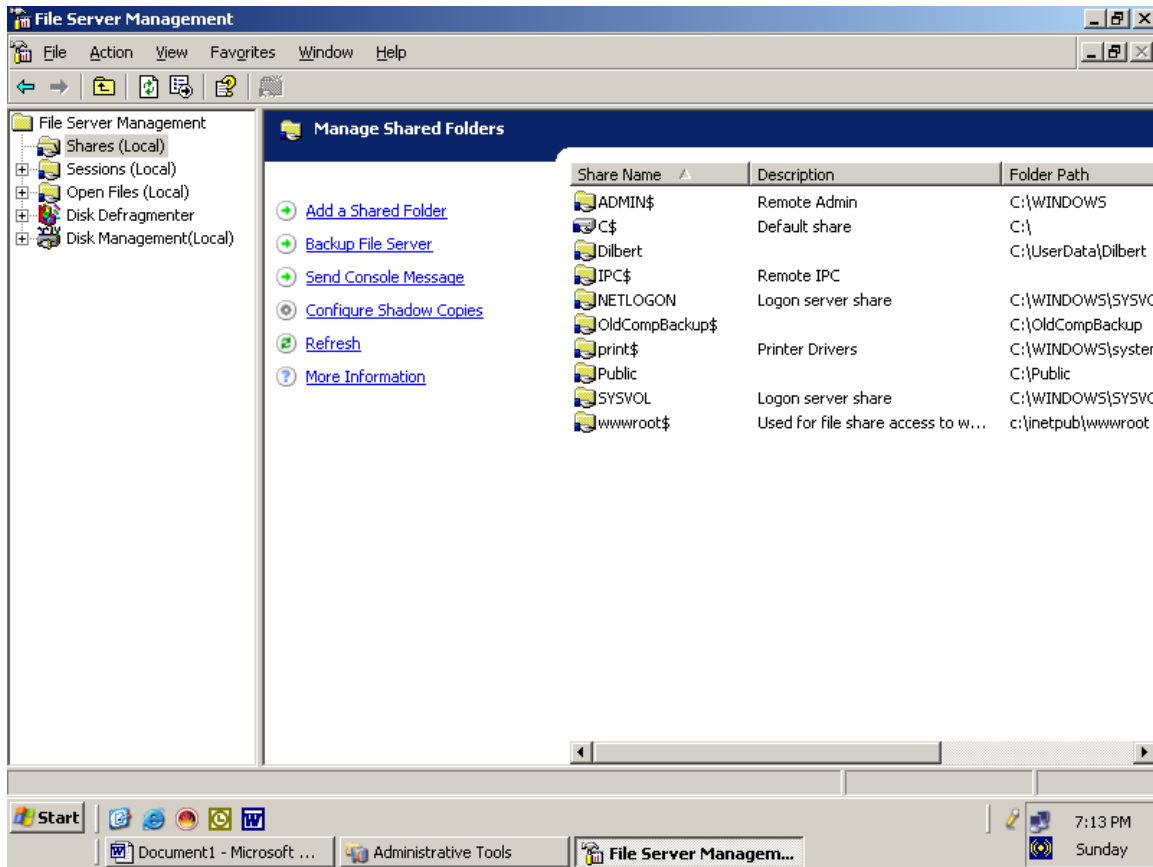 File Server Management
File Action View Favorites Window Help
File Server Management
Shares (Local)
Sessions (Local)
Open Files (Local)
Disk Defragmenter
Disk Management(Local)
Manage Shared Folders
Add a Shared Folder
Backup File Server
Send Console Message
Configure Shadow Copies
Refresh
More Information
Share Name Description Folder Path
ADMIN$ Remote Admin C:\WINDOWS
C$ Default share C:\
Dilbert C:\UserData\Dilbert
IPC$ Remote IPC
NETLOGON Logon server share C:\WINDOWS\SYSVO
OldCompBackup$ C:\OldCompBackup
print$ Printer Drivers C:\WINDOWS\system
Public C:\Public
SYSVOL Logon server share C:\WINDOWS\SYSVO
wwwroot$ Used for file share access to w... c:\inetpub\wwwroot
Start 7:13 PM
Document1 - Microsoft ... Administrative Tools File Server Managem... Sunday